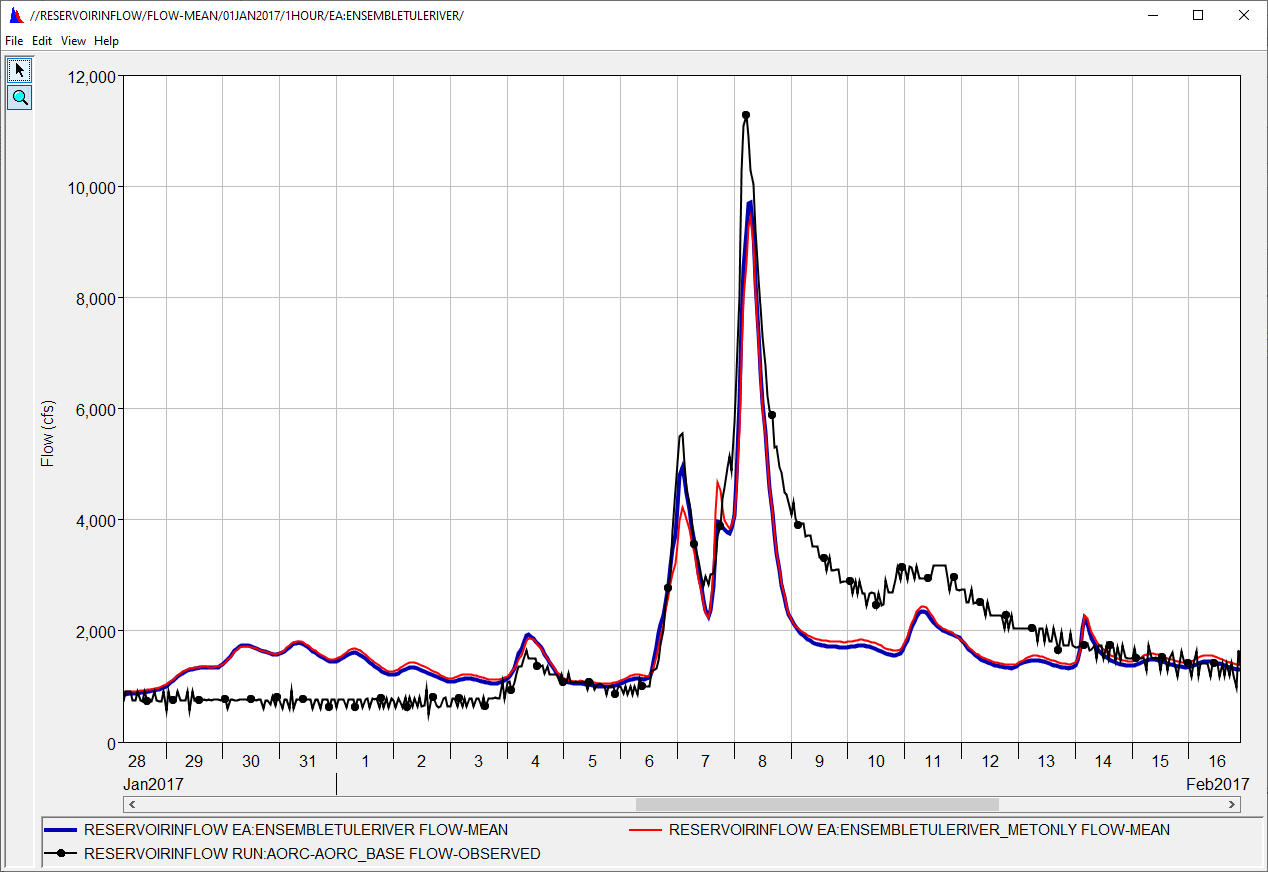 //RESERVOIRINFLOW/FLOW-MEAN/01JAN2017/1HOUR/EA:ENSEMBLETULERIVER/
File Edit View Help
12,000
10,000
8,000
6,000
4,000
2,000
0
Flow (cfs)
28 29 30 31 1 2 3 4 5 6 7 8 9 10 11 12 13 14 15 16
Jan2017 Feb2017
RESERVOIRINFLOW EA:ENSEMBLETULERIVER FLOW-MEAN RESERVOIRINFLOW EA:ENSEMBLETULERIVER_METONLY FLOW-MEAN
RESERVOIRINFLOW RUN:AORC-AORC_BASE FLOW-OBSERVED